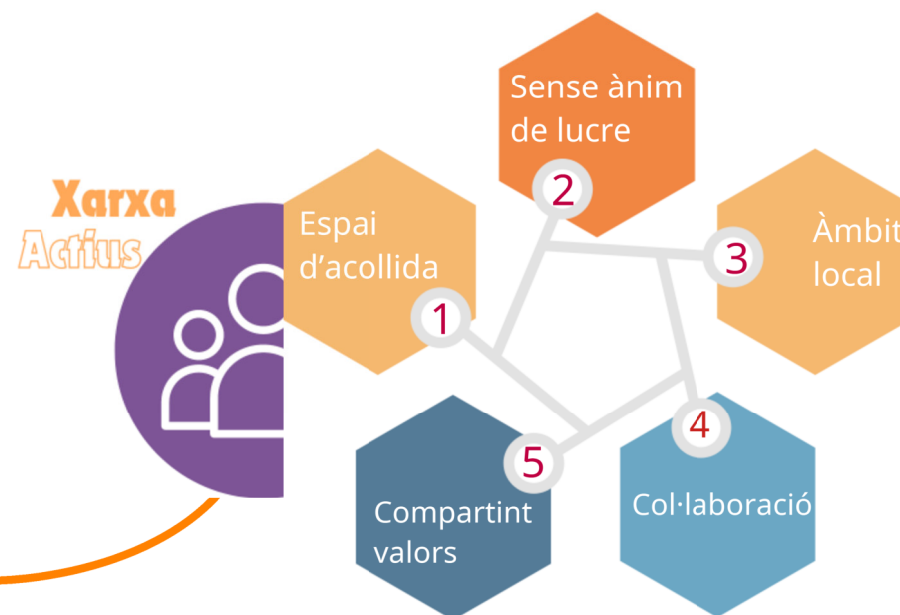 Xarxa
Actius
Espai
d’acollida
1
Sense ànim
de lucre
2
Àmbit
local
3
Col·laboració
4
Compartint
valors
5